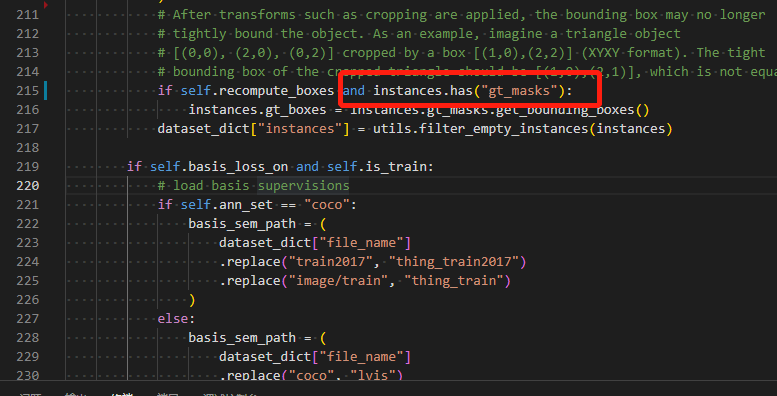 211 # After transforms such as cropping are applied, the bounding box may no longer
212 # tightly bound the object. As an example, imagine a triangle object
213 # [(0,0), (2,0), (0,2)] cropped by a box [(1,0),(2,2)] (XYXY format). The tight
214 # bounding box of the cropped triangle should be [(1,0),(2,1)], which is not equa
215 if self.recompute_boxes and instances.has("gt_masks"):
216 instances.gt_boxes = instances.gt_masks.get_bounding_boxes()
217 dataset_dict["instances"] = utils.filter_empty_instances(instances)
218
219 if self.basis_loss_on and self.is_train:
220 # load basis supervisions
221 if self.ann_set == "coco":
222 basis_sem_path = (
223 dataset_dict["file_name"]
224 .replace("train2017", "thing_train2017")
225 .replace("image/train", "thing_train")
226 )
227 else:
228 basis_sem_path = (
229 dataset_dict["file_name"]
230 .replace("coco", "lvis")